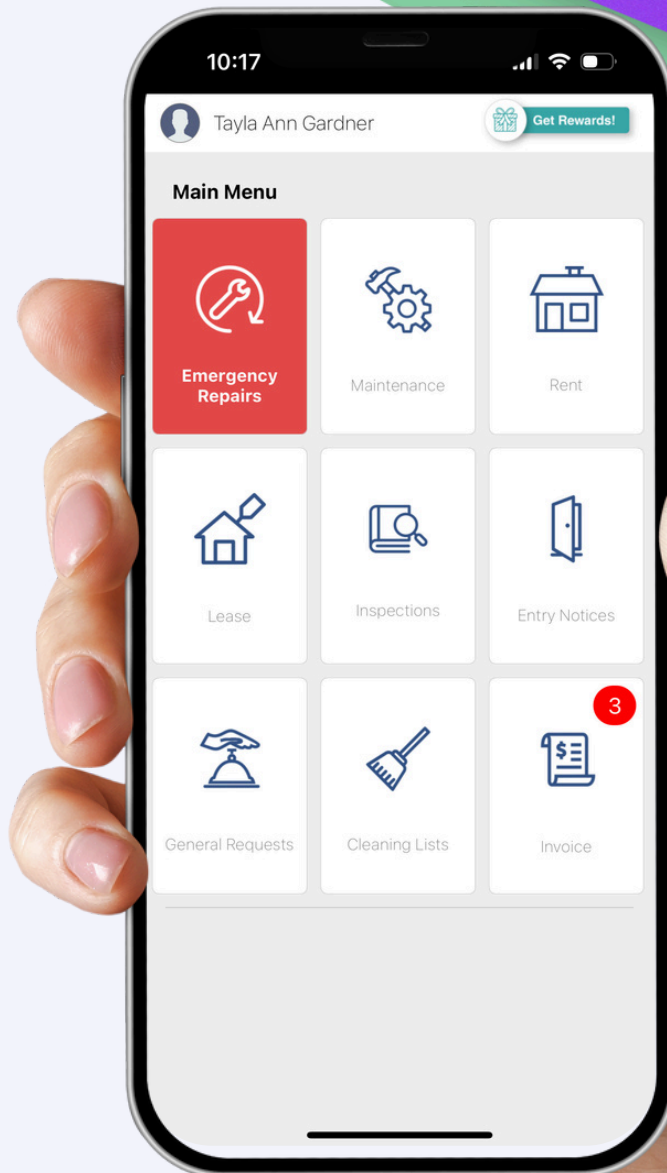 10:17
Tayla Ann Gardner
Get Rewards!
Main Menu
Emergency
Repairs
Maintenance
Rent
Lease
Inspections
Entry Notices
3
$
General Requests
Cleaning Lists
Invoice